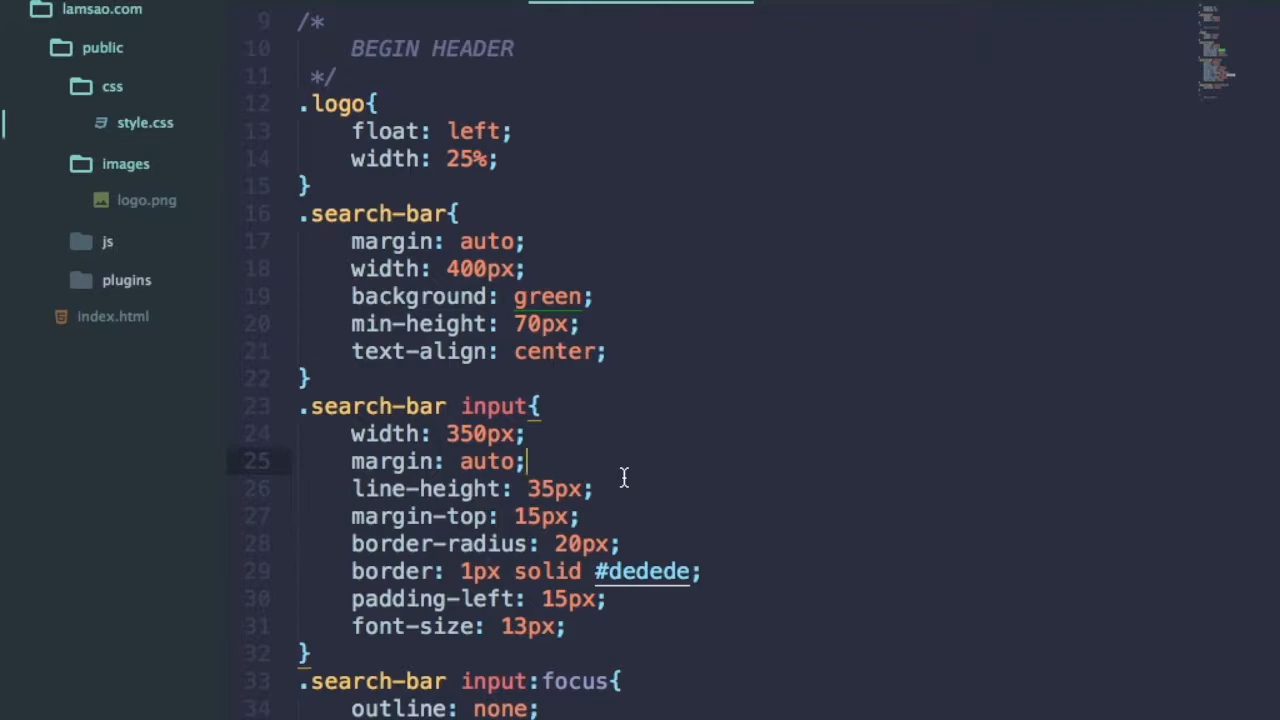 lamsao.com
public
css
style.css
images
logo.png
js
plugins
index.html
9 /*
10 BEGIN HEADER
11 */
12 .logo{
13 float: left;
14 width: 25%;
15 }
16 .search-bar{
17 margin: auto;
18 width: 400px;
19 background: green;
20 min-height: 70px;
21 text-align: center;
22 }
23 .search-bar input{
24 width: 350px;
25 margin: auto;
26 line-height: 35px;
27 margin-top: 15px;
28 border-radius: 20px;
29 border: 1px solid #dedede;
30 padding-left: 15px;
31 font-size: 13px;
32 }
33 .search-bar input:focus{
34 outline: none;